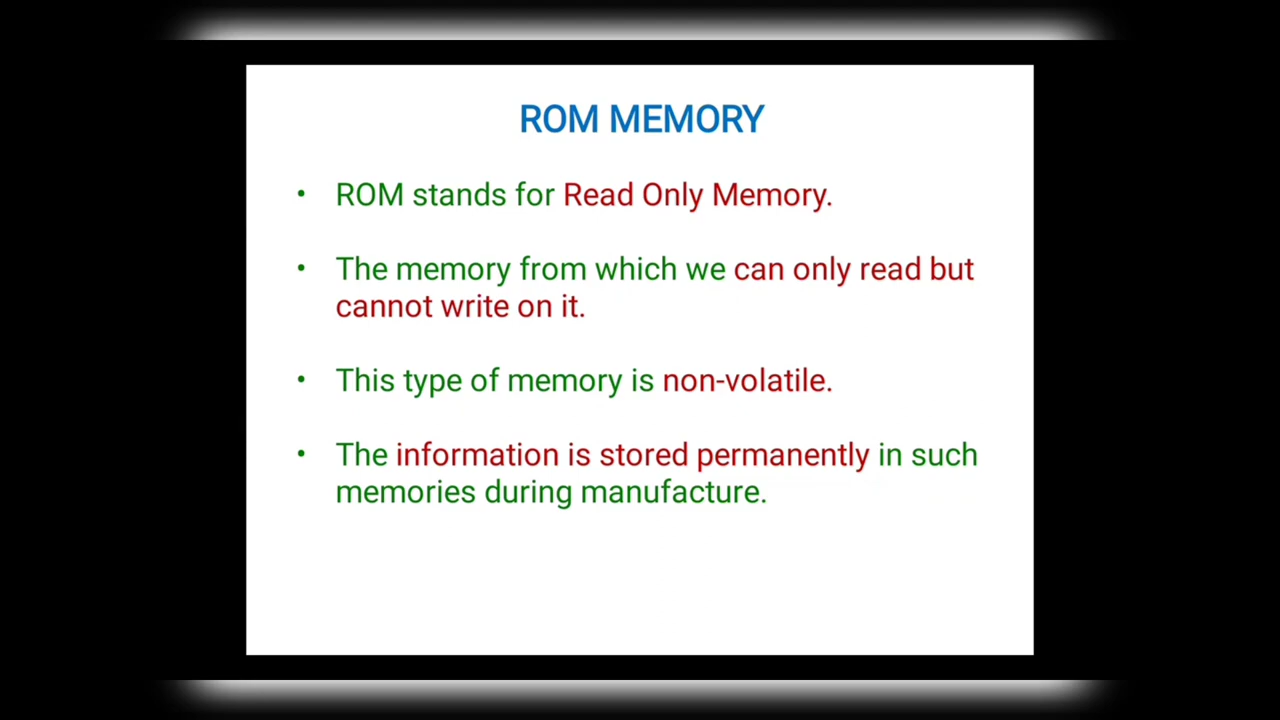 ROM MEMORY
• ROM stands for Read Only Memory.
• The memory from which we can only read but
cannot write on it.
• This type of memory is non-volatile.
• The information is stored permanently in such
memories during manufacture.